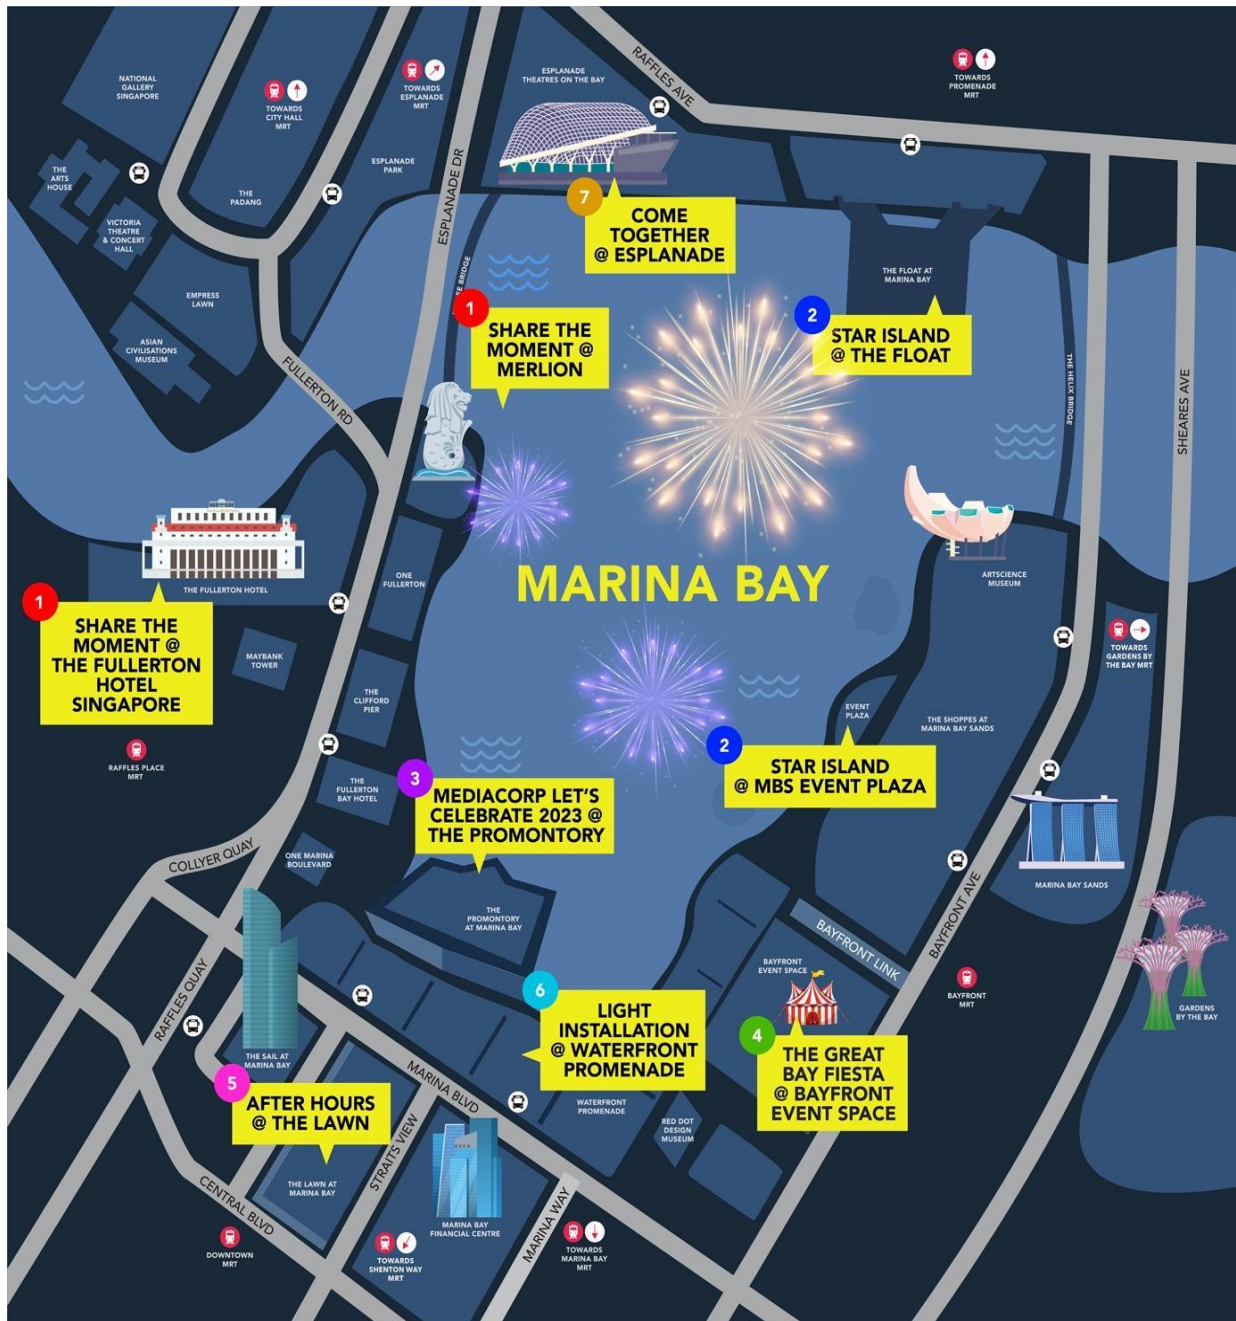 NATIONAL
GALLERY
SINGAPORE
TOWARDS
CITY HALL
MRT
TOWARDS
ESPLANADE
MRT
ESPLANADE
THEATRES ON THE BAY
RAFFLES AVE
TOWARDS
PROMENADE
MRT
THE
ARTS
HOUSE
VICTORIA
THEATRE
& CONCERT
HALL
THE
PADANG
ESPLANADE
PARK
ESPLANADE DR
7
COME
TOGETHER
@ ESPLANADE
THE FLOAT AT
MARINA BAY
EMPRESS
LAWN
ASIAN
CIVILISATIONS
MUSEUM
BRIDGE
1
SHARE THE
MOMENT @
MERLION
2
STAR ISLAND
@ THE FLOAT
FULLERTON RD
THE HELIX BRIDGE
SHEARES AVE
THE FULLERTON HOTEL
ONE
FULLERTON
MARINA BAY
ARTSCIENCE
MUSEUM
1
SHARE THE
MOMENT @
THE FULLERTON
HOTEL
SINGAPORE
MAYBANK
TOWER
THE
CLIFFORD
PIER
TOWARDS
GARDENS BY
THE BAY MRT
EVENT
PLAZA
THE SHOPPES AT
MARINA BAY SANDS
RAFFLES PLACE
MRT
THE
FULLERTON
BAY HOTEL
2
STAR ISLAND
@ MBS EVENT PLAZA
3
MEDIACORP LET'S
CELEBRATE 2023 @
THE PROMONTORY
COLLYER QUAY
ONE MARINA
BOULEVARD
MARINA BAY SANDS
THE
PROMONTORY
AT MARINA BAY
BAYFRONT AVE
BAYFRONT LINK
RAFFLES QUAY
BAYFRONT
EVENT SPACE
BAYFRONT
MRT
GARDENS
BY THE BAY
6
LIGHT
INSTALLATION
@ WATERFRONT
PROMENADE
4
THE GREAT
BAY FIESTA
@ BAYFRONT
EVENT SPACE
THE SAIL AT
MARINA BAY
5
AFTER HOURS
@ THE LAWN
MARINA BLVD
WATERFRONT
PROMENADE
RED DOT
DESIGN
MUSEUM
STRAITS VIEW
THE LAWN AT
MARINA BAY
CENTRAL BLVD
MARINA BAY
FINANCIAL CENTRE
MARINA WAY
DOWNTOWN
MRT
TOWARDS
SHENTON WAY
MRT
TOWARDS
MARINA BAY
MRT